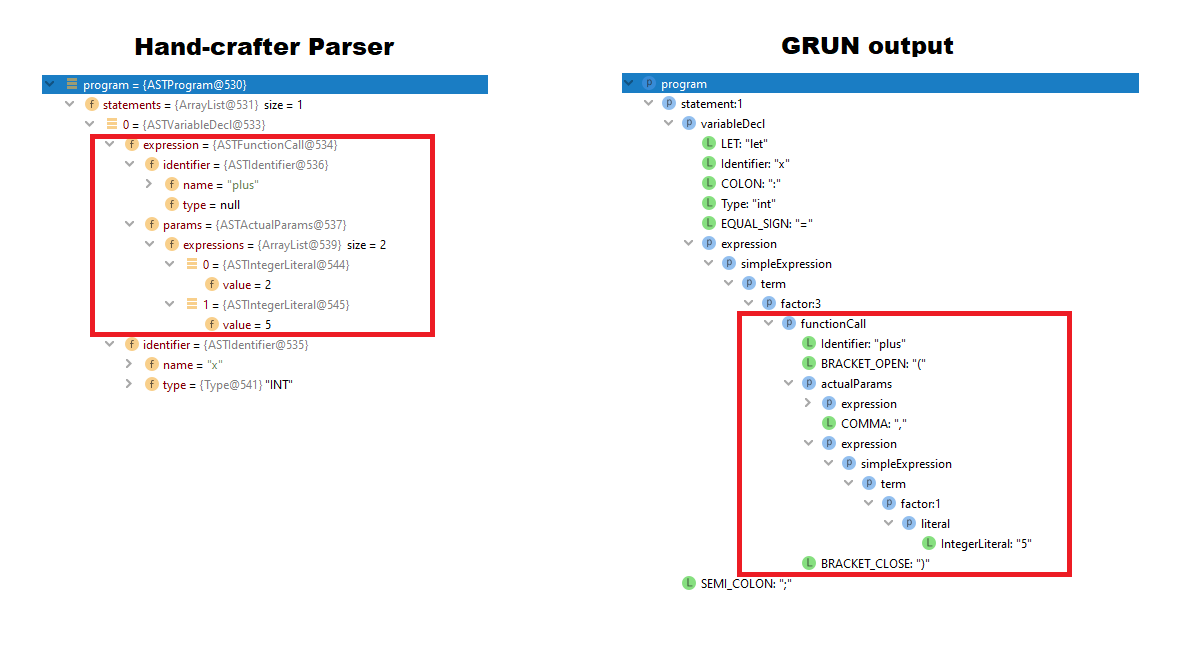 Hand-crafter Parser
program = {ASTProgram@530}
f statements = {ArrayList@531} size = 1
0 = {ASTVariableDecl@533}
f expression = {ASTFunctionCall@534}
f identifier = {ASTIdentifier@536}
f name = "plus"
f type = null
f params = {ASTActualParams@537}
f expressions = {ArrayList@539} size = 2
0 = {ASTIntegerLiteral@544}
f value = 2
1 = {ASTIntegerLiteral@545}
f value = 5
f identifier = {ASTIdentifier@535}
f name = "x"
f type = {Type@541} "INT"
GRUN output
p program
p statement:1
p variableDecl
L LET: "let"
L Identifier: "x"
L COLON: ":"
L Type: "int"
L EQUAL_SIGN: "="
p expression
p simpleExpression
p term
p factor:3
p functionCall
L Identifier: "plus"
L BRACKET_OPEN: "("
p actualParams
p expression
L COMMA: ","
p expression
p simpleExpression
p term
p factor:1
p literal
L IntegerLiteral: "5"
L BRACKET_CLOSE: ")"
L SEMI_COLON: ";"